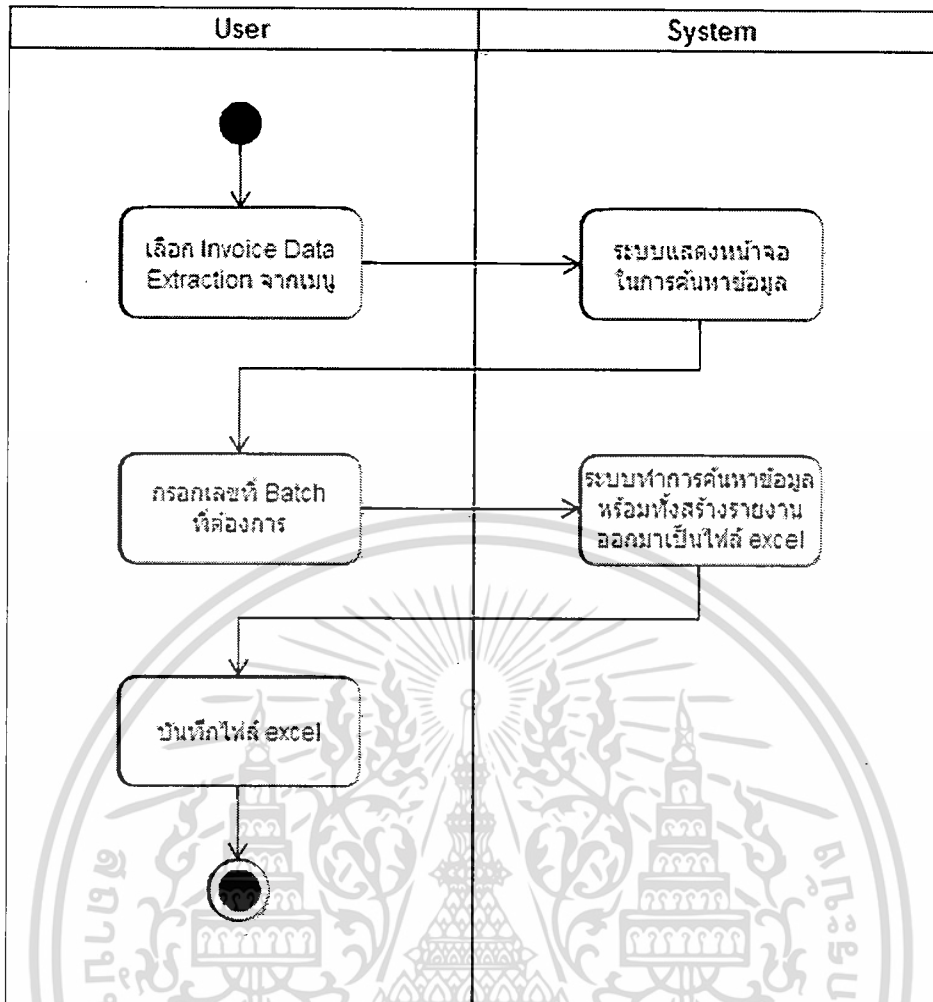 User
System
เลือก Invoice Data
Extraction จากเมนู
ระบบแสดงหน้าจอ
ในการค้นหาข้อมูล
กรอกเลขที่ Batch
ที่ต้องการ
ระบบทำการค้นหาข้อมูล
พร้อมทั้งสร้างรายงาน
ออกมาเป็นไฟล์ excel
บันทึกไฟล์ excel